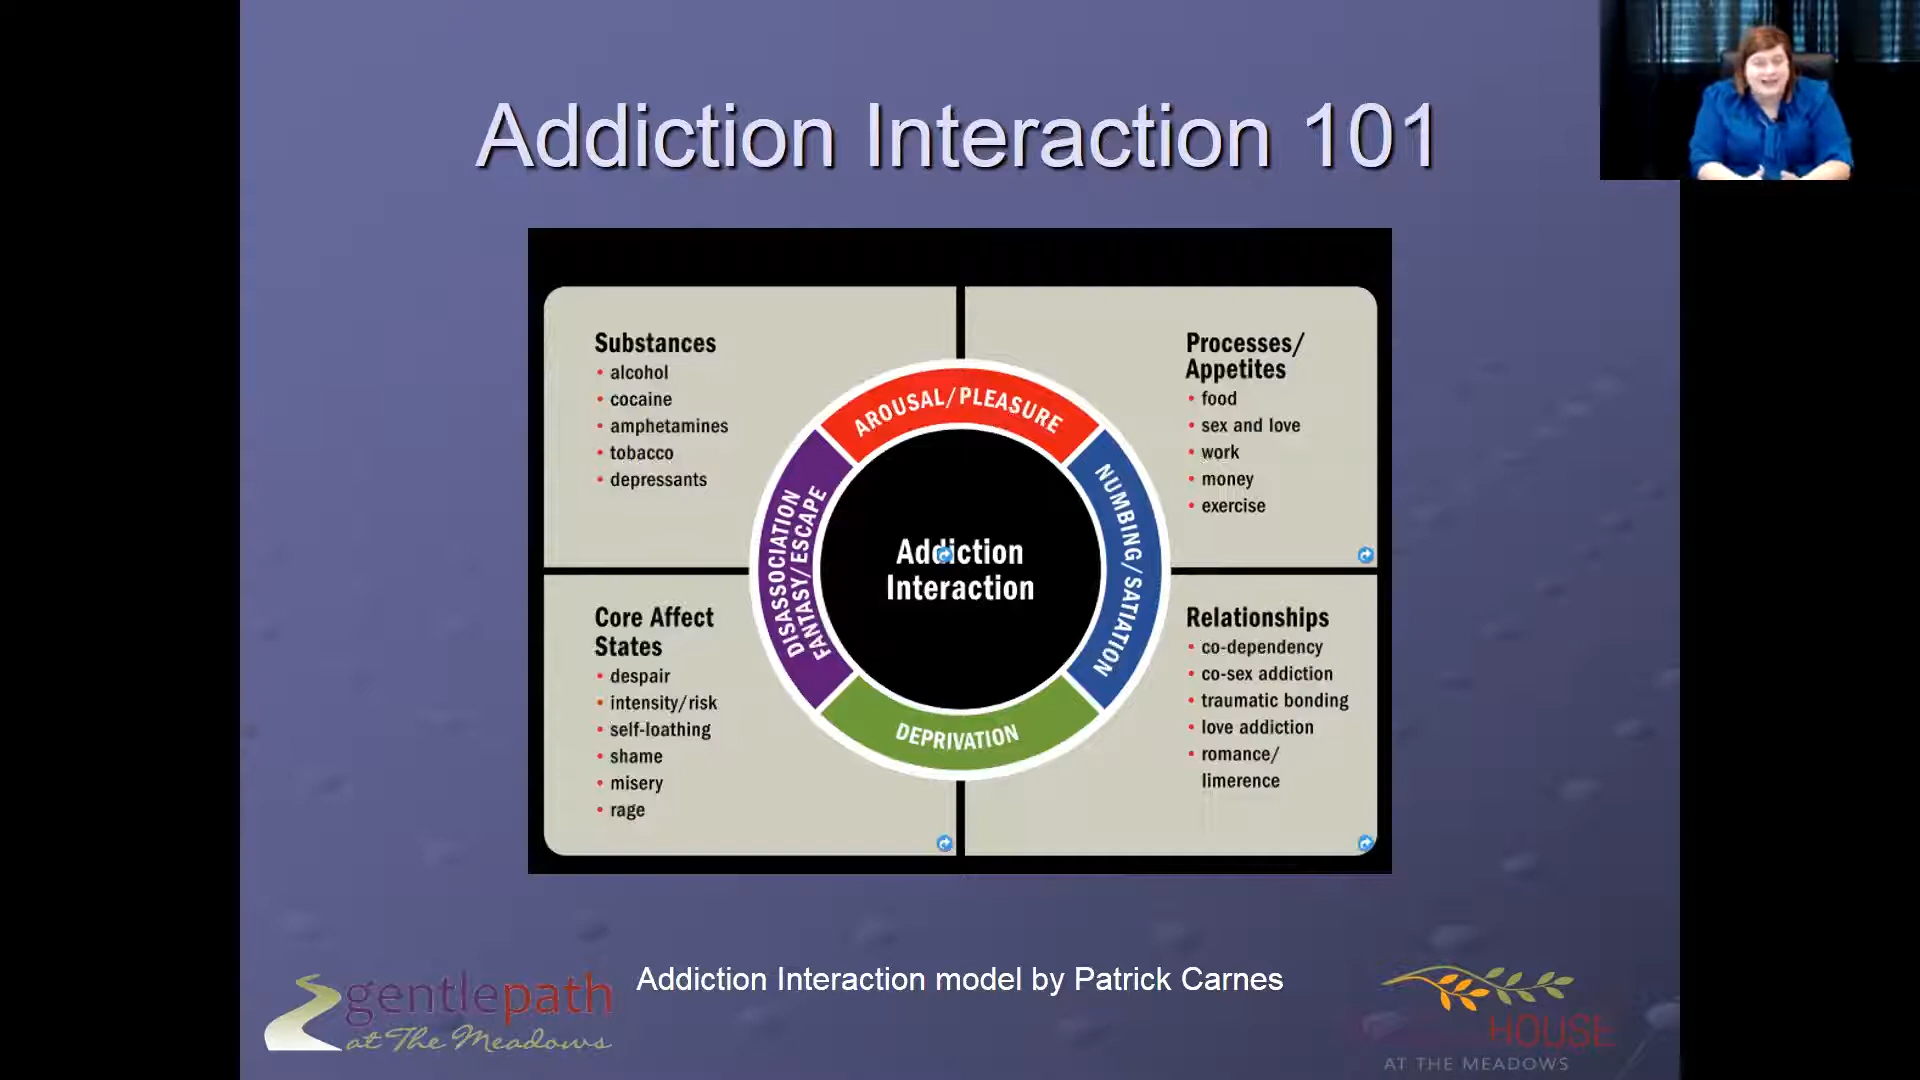 Addiction Interaction 101
Substances
• alcohol
• cocaine
• amphetamines
• tobacco
• depressants
Processes/
Appetites
• food
• sex and love
• work
• money
• exercise
AROUSAL/PLEASURE
DISASSOCIATION
FANTASY/ESCAPE
NUMBING/SATIATION
Addiction
Interaction
DEPRIVATION
Core Affect
States
• despair
• intensity/risk
• self-loathing
• shame
• misery
• rage
Relationships
• co-dependency
• co-sex addiction
• traumatic bonding
• love addiction
• romance/
limerence
Addiction Interaction model by Patrick Carnes
gentlepath
at The Meadows
HOUSE
AT THE MEADOWS